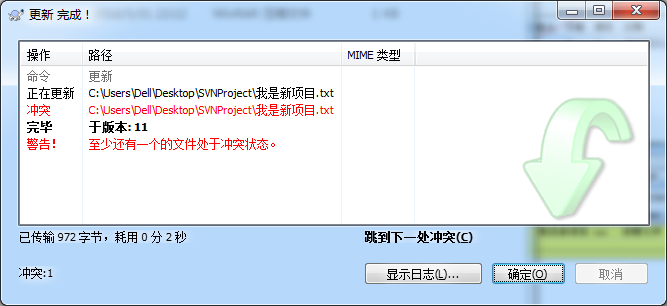 更新 完成！
操作 路径 MIME 类型
命令 更新
正在更新 C:\Users\Dell\Desktop\SVNProject\我是新项目.txt
冲突 C:\Users\Dell\Desktop\SVNProject\我是新项目.txt
完毕 于版本: 11
警告! 至少还有一个的文件处于冲突状态。
已传输 972 字节，耗用 0 分 2 秒 跳到下一处冲突(C)
冲突:1 显示日志(L)... 确定(O) 取消